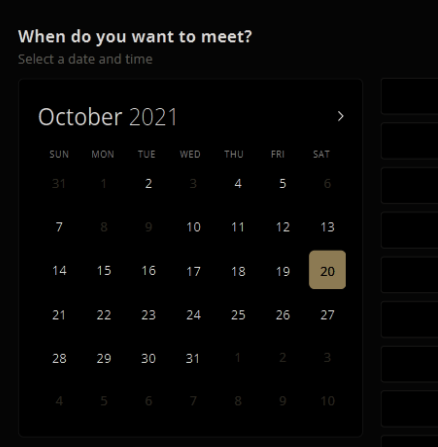 When do you want to meet?
Select a date and time
October 2021 >
SUN MON TUE WED THU FRI SAT
31 1 2 3 4 5 6
7 8 9 10 11 12 13
14 15 16 17 18 19 20
21 22 23 24 25 26 27
28 29 30 31 1 2 3
4 5 6 7 8 9 10